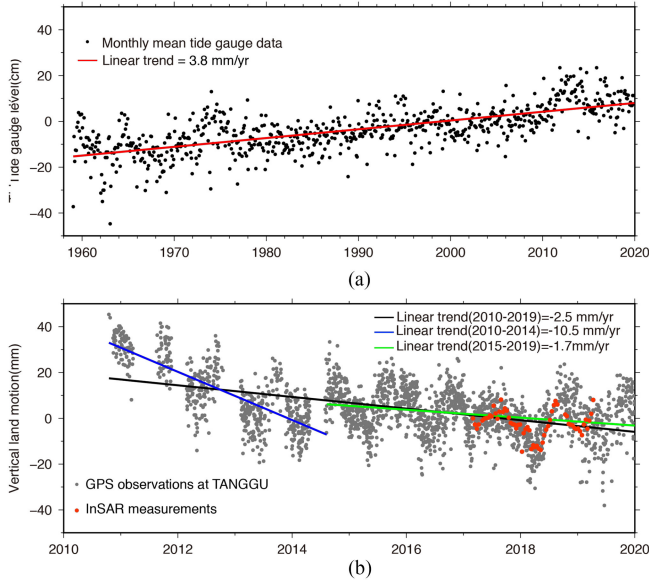 40
20
0
-20
-40
Tide gauge level(cm)
Monthly mean tide gauge data
Linear trend = 3.8 mm/yr
1960
1970
1980
1990
2000
2010
2020
(a)
40
20
0
-20
-40
Vertical land motion(mm)
Linear trend(2010-2019)=-2.5 mm/yr
Linear trend(2010-2014)=-10.5 mm/yr
Linear trend(2015-2019)=-1.7mm/yr
GPS observations at TANGGU
InSAR measurements
2010
2012
2014
2016
2018
2020
(b)